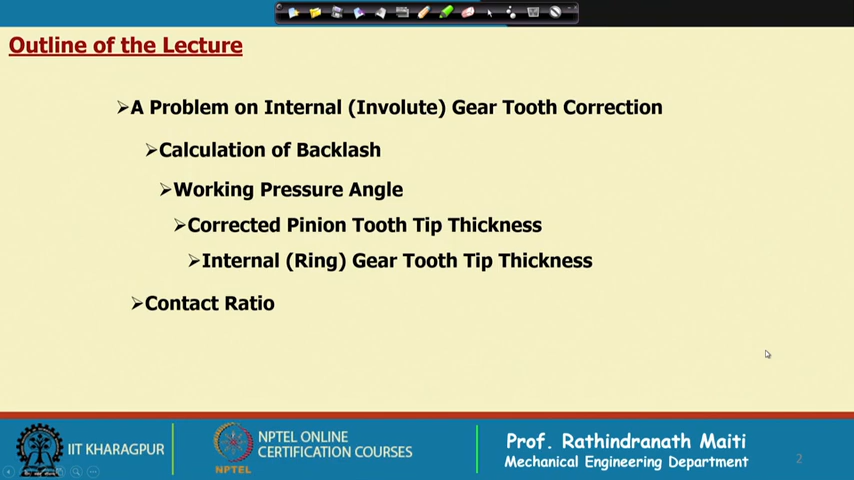 Outline of the Lecture
➢A Problem on Internal (Involute) Gear Tooth Correction
➢Calculation of Backlash
➢Working Pressure Angle
➢Corrected Pinion Tooth Tip Thickness
➢Internal (Ring) Gear Tooth Tip Thickness
➢Contact Ratio
IIT KHARAGPUR
NPTEL
NPTEL ONLINE
CERTIFICATION COURSES
Prof. Rathindranath Maiti
Mechanical Engineering Department
2